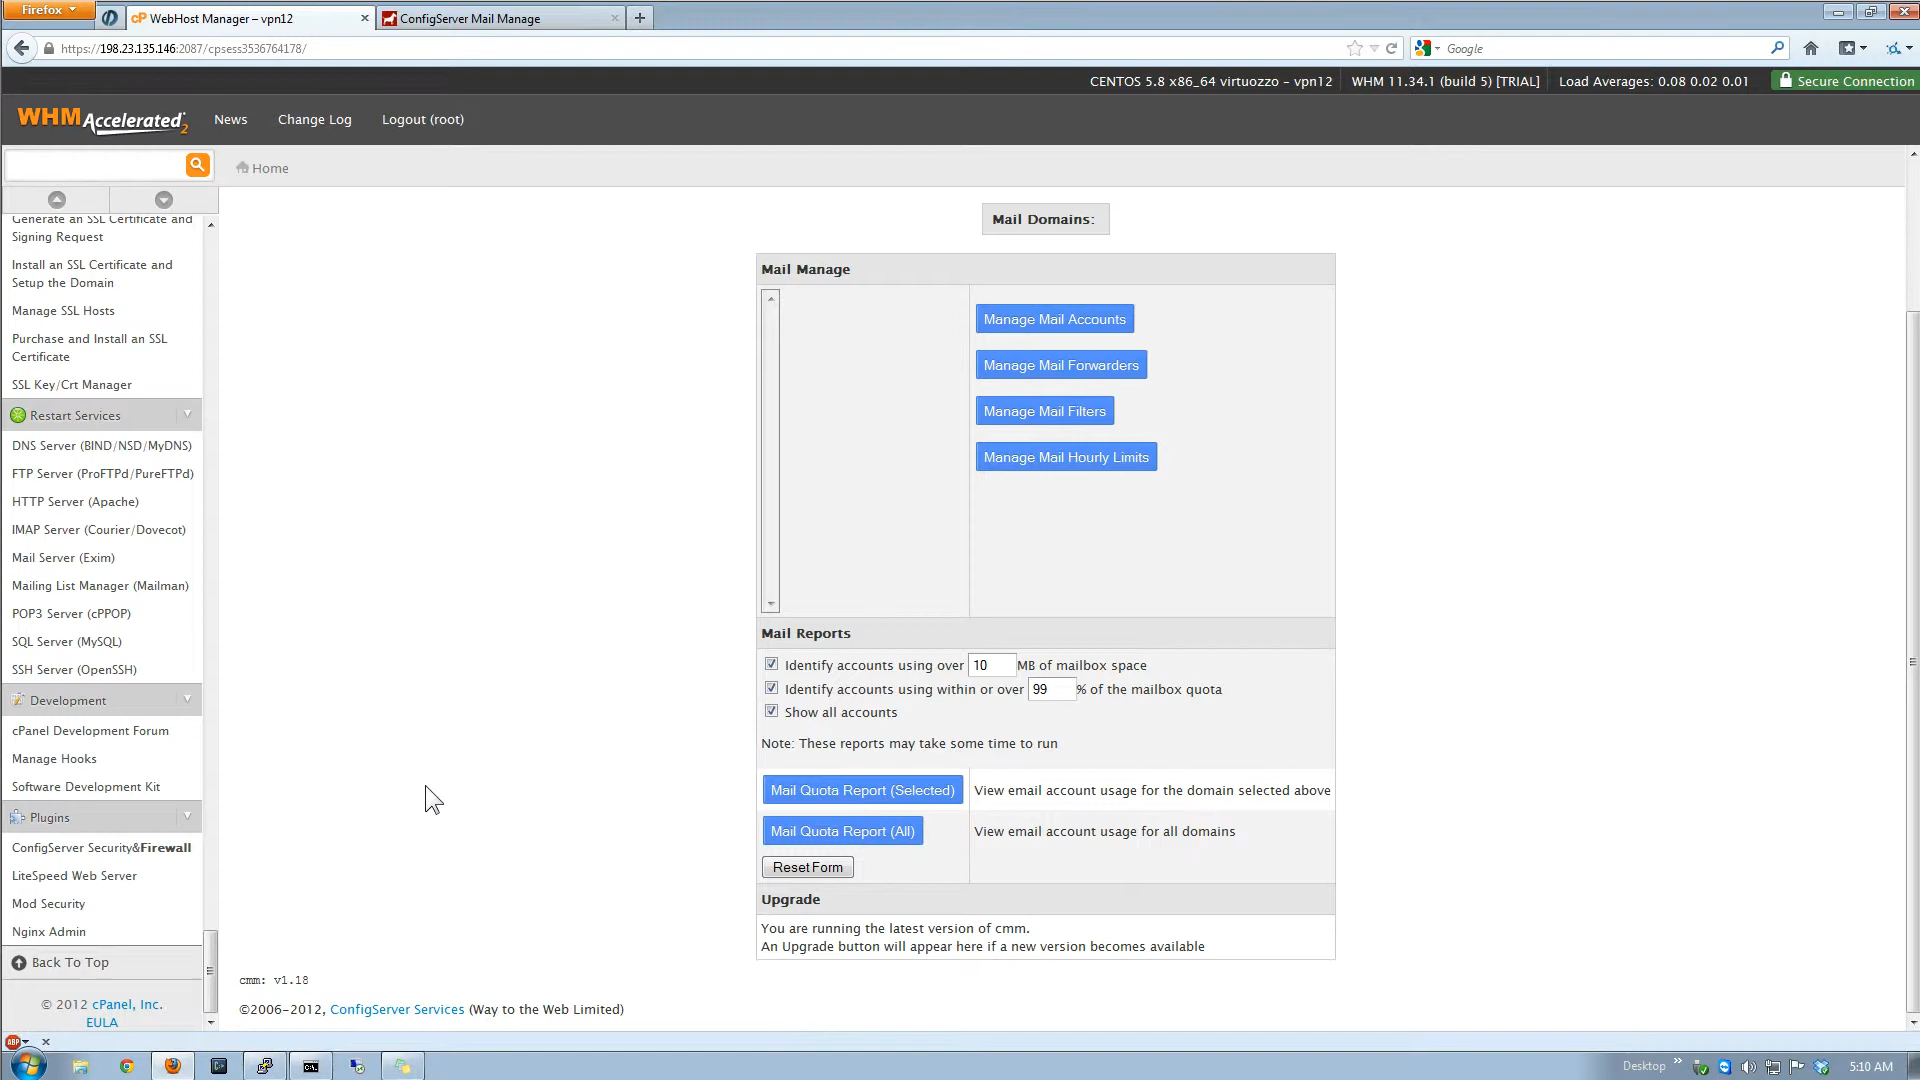 Firefox
cP WebHost Manager – vpn12
ConfigServer Mail Manage
https://198.23.135.146:2087/cpsess3536764178/
Google
CENTOS 5.8 x86_64 virtuozzo – vpn12
WHM 11.34.1 (build 5) [TRIAL]
Load Averages: 0.08 0.02 0.01
Secure Connection
WHM Accelerated2
News
Change Log
Logout (root)
Home
Generate an SSL Certificate and
Signing Request
Install an SSL Certificate and
Setup the Domain
Manage SSL Hosts
Purchase and Install an SSL
Certificate
SSL Key/Crt Manager
Restart Services
DNS Server (BIND/NSD/MyDNS)
FTP Server (ProFTPd/PureFTPd)
HTTP Server (Apache)
IMAP Server (Courier/Dovecot)
Mail Server (Exim)
Mailing List Manager (Mailman)
POP3 Server (cPPOP)
SQL Server (MySQL)
SSH Server (OpenSSH)
Development
cPanel Development Forum
Manage Hooks
Software Development Kit
Plugins
ConfigServer Security&Firewall
LiteSpeed Web Server
Mod Security
Nginx Admin
Back To Top
© 2012 cPanel, Inc.
EULA
Mail Domains:
Mail Manage
Manage Mail Accounts
Manage Mail Forwarders
Manage Mail Filters
Manage Mail Hourly Limits
Mail Reports
Identify accounts using over 10 MB of mailbox space
Identify accounts using within or over 99 % of the mailbox quota
Show all accounts
Note: These reports may take some time to run
Mail Quota Report (Selected)
View email account usage for the domain selected above
Mail Quota Report (All)
View email account usage for all domains
Reset Form
Upgrade
You are running the latest version of cmm.
An Upgrade button will appear here if a new version becomes available
cmm: v1.18
©2006-2012, ConfigServer Services (Way to the Web Limited)
ABP
Desktop
5:10 AM